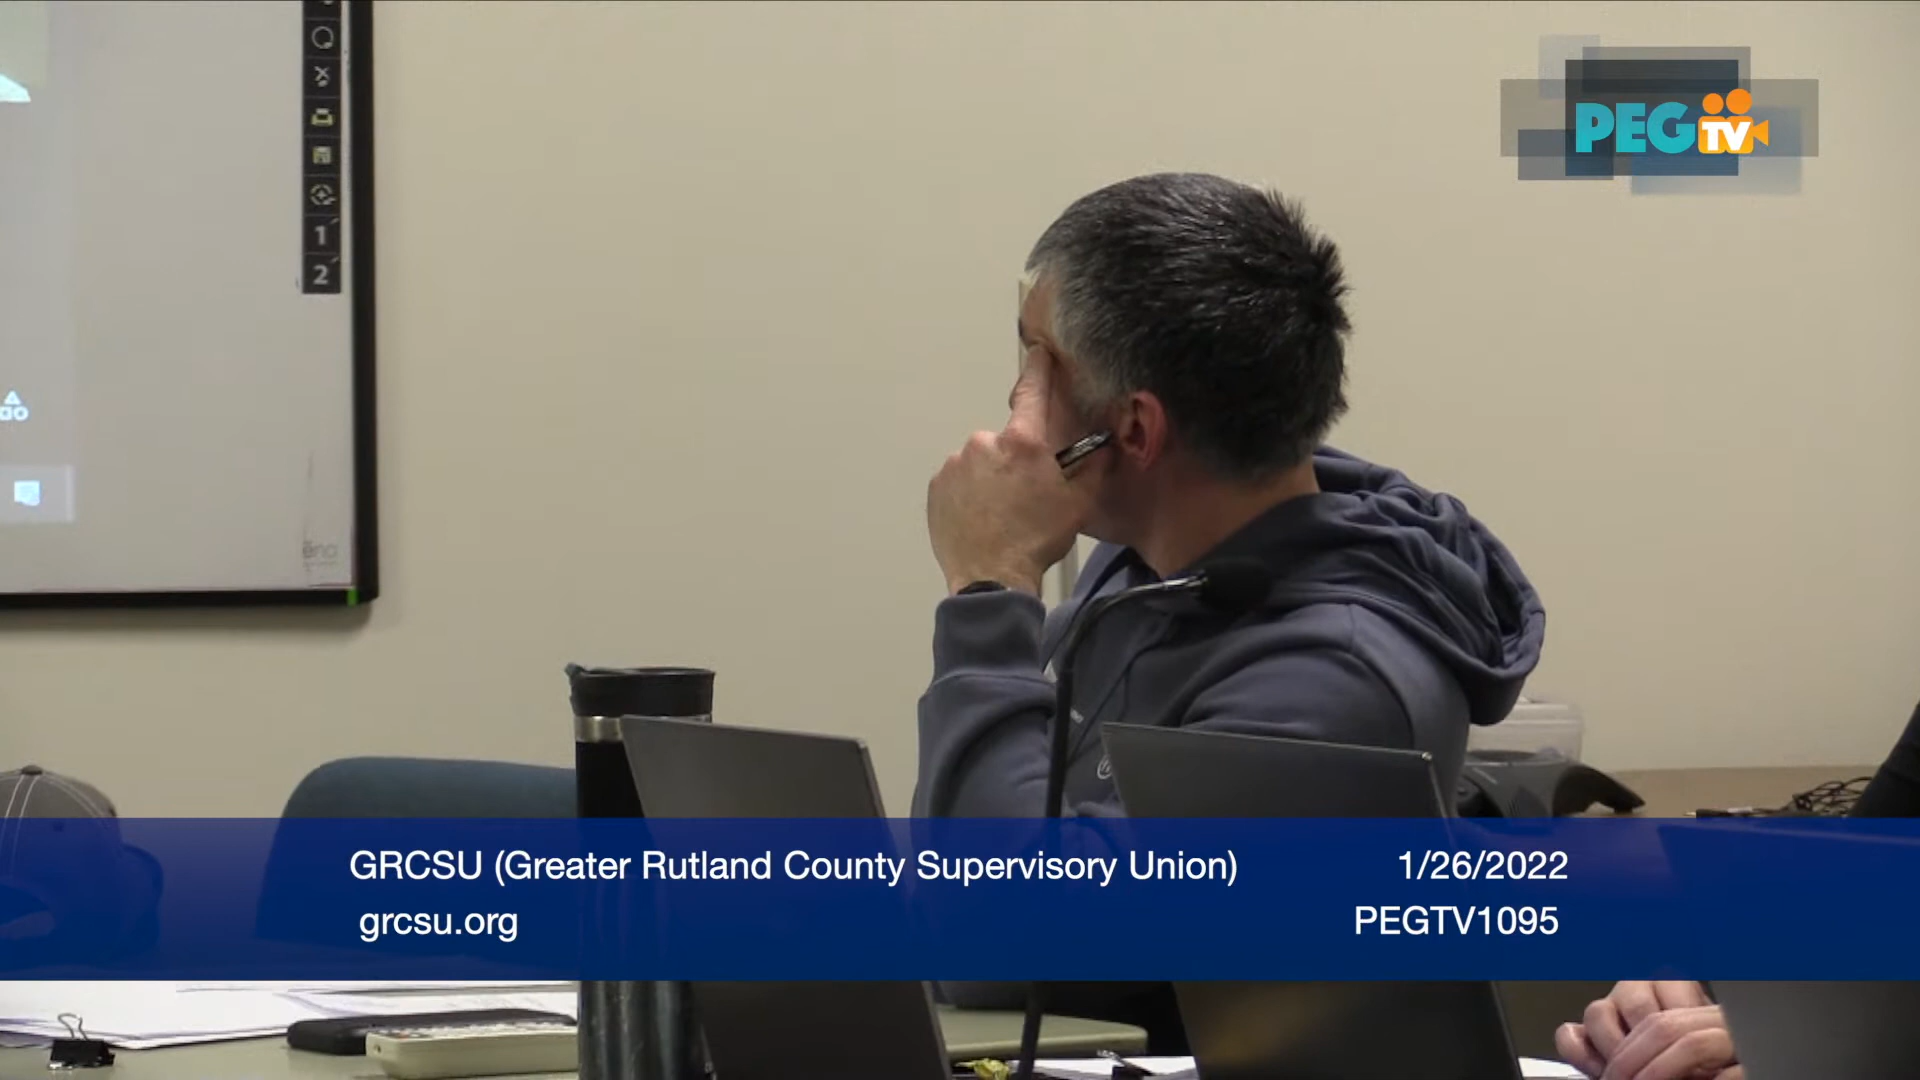 1
2
PEG TV
GRCSU (Greater Rutland County Supervisory Union) 1/26/2022
grcsu.org PEGTV1095